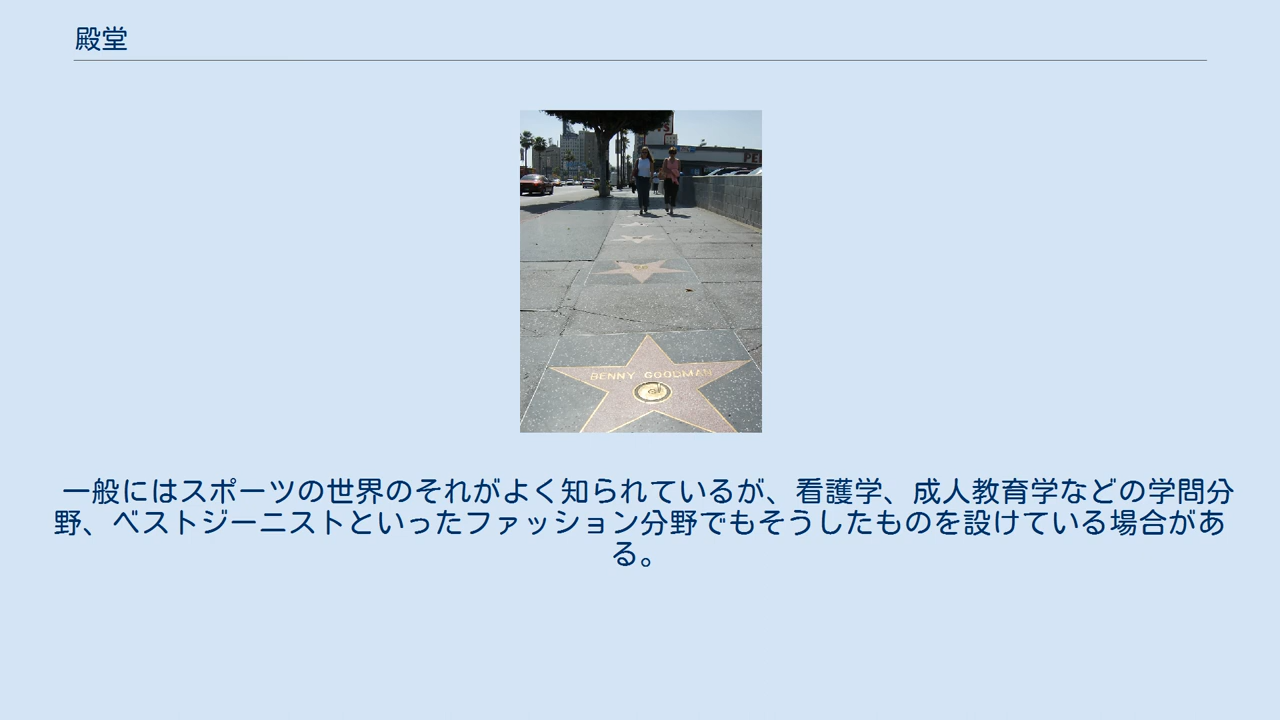 殿堂
BENNY GOODMAN
一般にはスポーツの世界のそれがよく知られているが、看護学、成人教育学などの学問分
野、ベストジーニストといったファッション分野でもそうしたものを設けている場合があ
る。